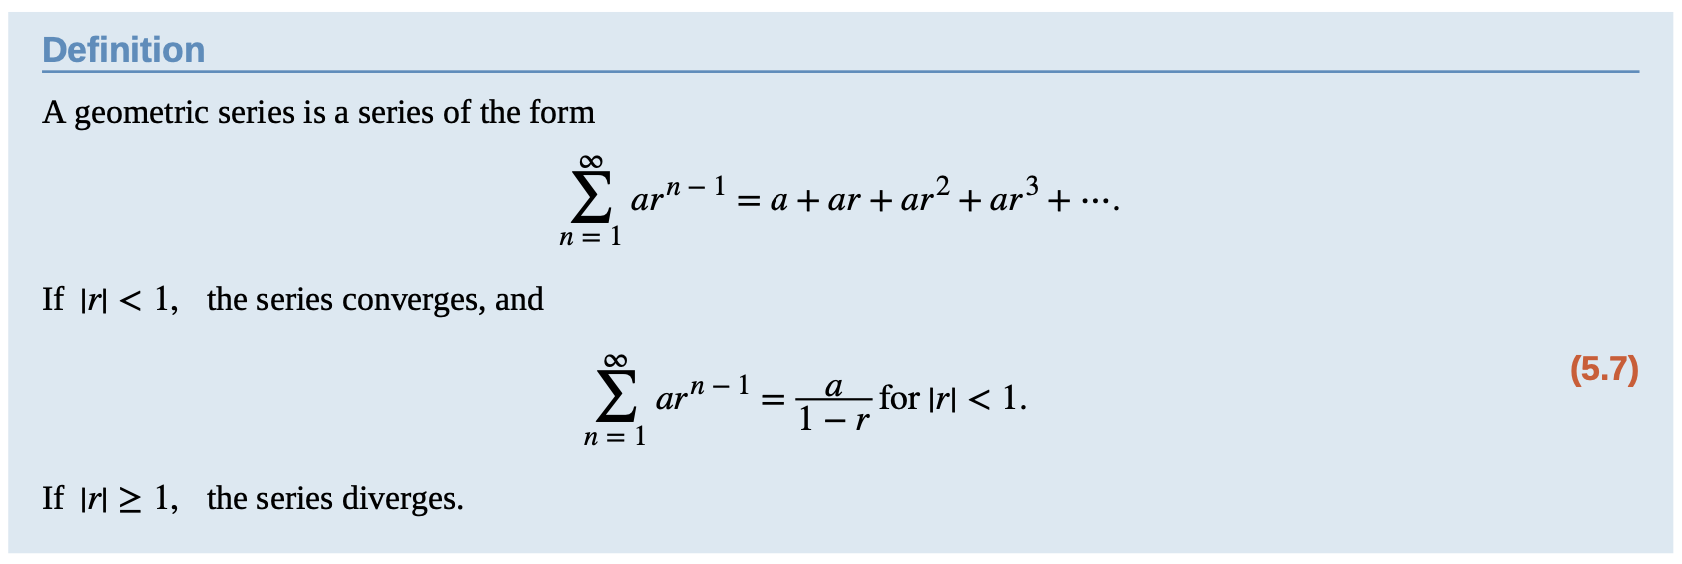 Definition
A geometric series is a series of the form
∞
∑ ar^{n − 1} = a + ar + ar^2 + ar^3 + ⋯.
n = 1
If |r| < 1, the series converges, and
∞
∑ ar^{n − 1} = \frac{a}{1 − r} for |r| < 1.
n = 1
(5.7)
If |r| ≥ 1, the series diverges.